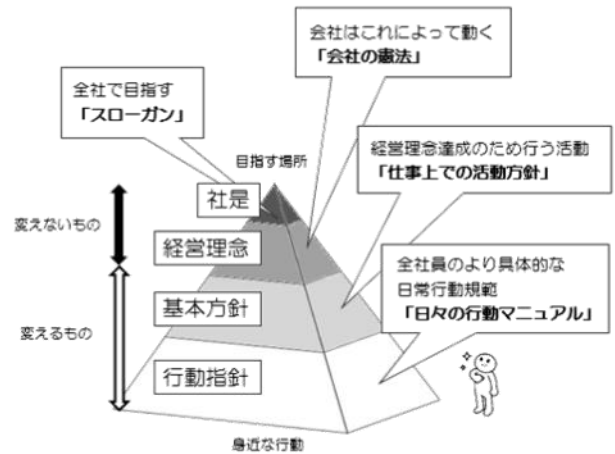 会社はこれによって動く
「会社の憲法」
全社で目指す
「スローガン」
目指す場所
経営理念達成のため行う活動
「仕事上での活動方針」
社是
変えないもの
経営理念
全社員のより具体的な
日常行動規範
「日々の行動マニュアル」
基本方針
変えるもの
行動指針
身近な行動